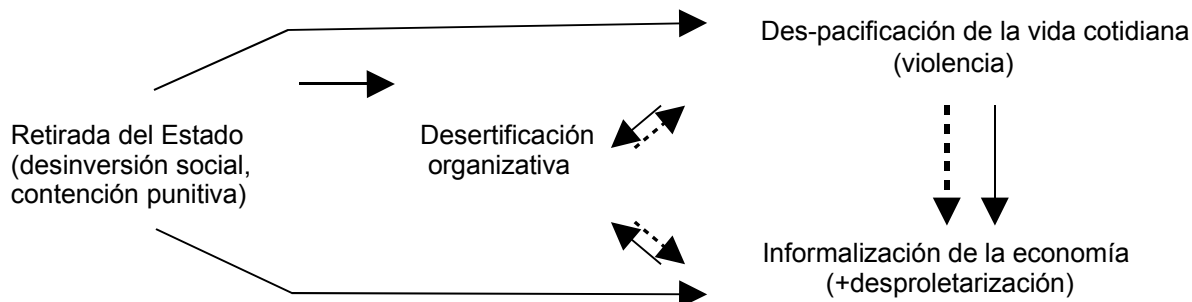 Des-pacificación de la vida cotidiana
(violencia)
Retirada del Estado
(desinversión social,
contención punitiva)
Desertificación
organizativa
Informalización de la economía
(+desproletarización)